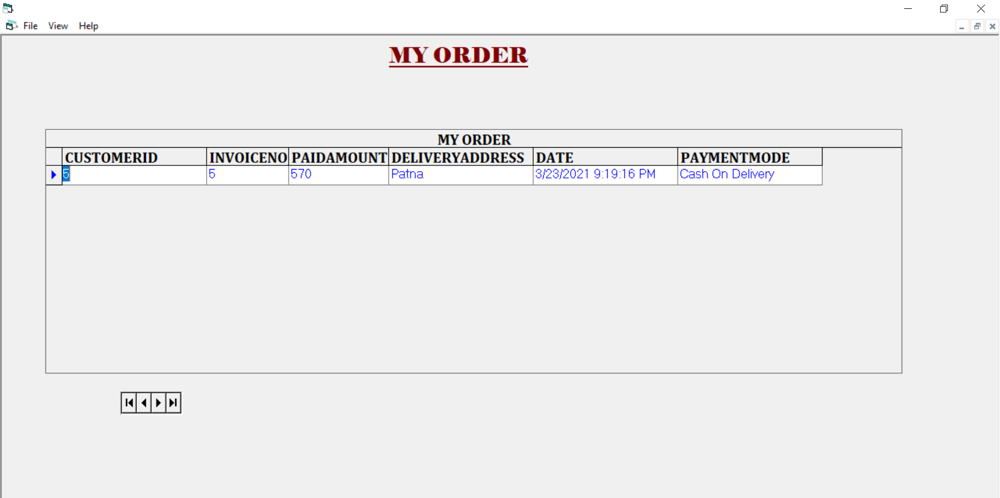 File View Help
MY ORDER
MY ORDER
CUSTOMERID INVOICENO PAIDAMOUNT DELIVERYADDRESS DATE PAYMENTMODE
5 5 570 Patna 3/23/2021 9:19:16 PM Cash On Delivery